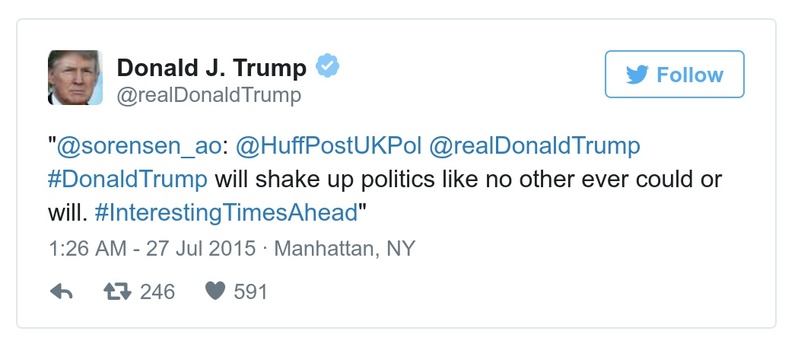 Donald J. Trump
@realDonaldTrump
Follow
"@sorensen_ao: @HuffPostUKPol @realDonaldTrump
#DonaldTrump will shake up politics like no other ever could or
will. #InterestingTimesAhead"
1:26 AM - 27 Jul 2015 · Manhattan, NY
246 591